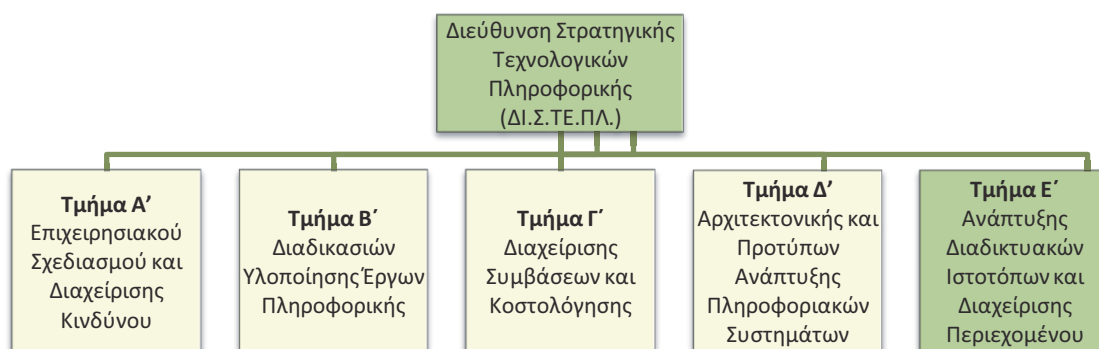 Διεύθυνση Στρατηγικής
Τεχνολογικών
Πληροφορικής
(ΔΙ.Σ.ΤΕ.ΠΛ.)
Τμήμα Α’
Επιχειρησιακού
Σχεδιασμού και
Διαχείρισης
Κινδύνου
Τμήμα Β΄
Διαδικασιών
Υλοποίησης Έργων
Πληροφορικής
Τμήμα Γ΄
Διαχείρισης
Συμβάσεων και
Κοστολόγησης
Τμήμα Δ’
Αρχιτεκτονικής και
Προτύπων
Ανάπτυξης
Πληροφοριακών
Συστημάτων
Τμήμα Ε΄
Ανάπτυξης
Διαδικτυακών
Ιστοτόπων και
Διαχείρισης
Περιεχομένου